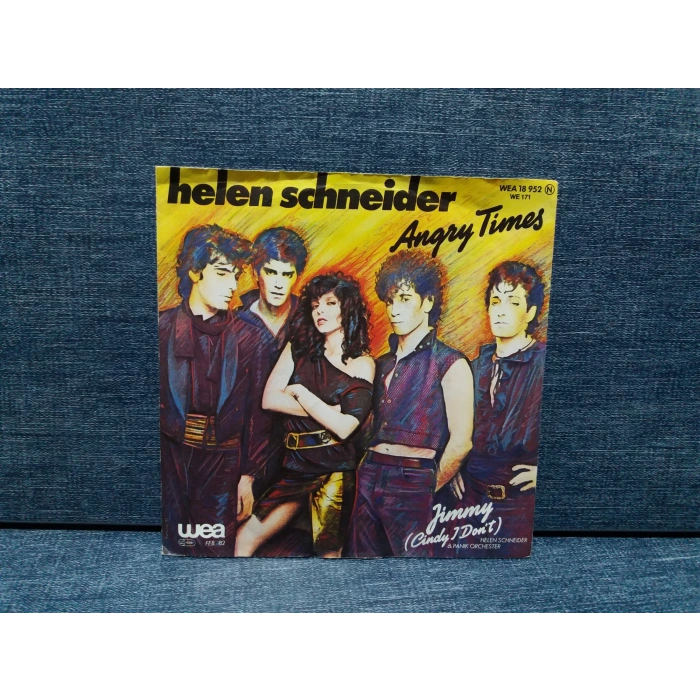 helen schneider
WEA 18 952 Ⓝ
WE 171
Angry Times
Jimmy
(Cindy I Don't)
HELEN SCHNEIDER
& PANIK ORCHESTER
wea
FEB. 82